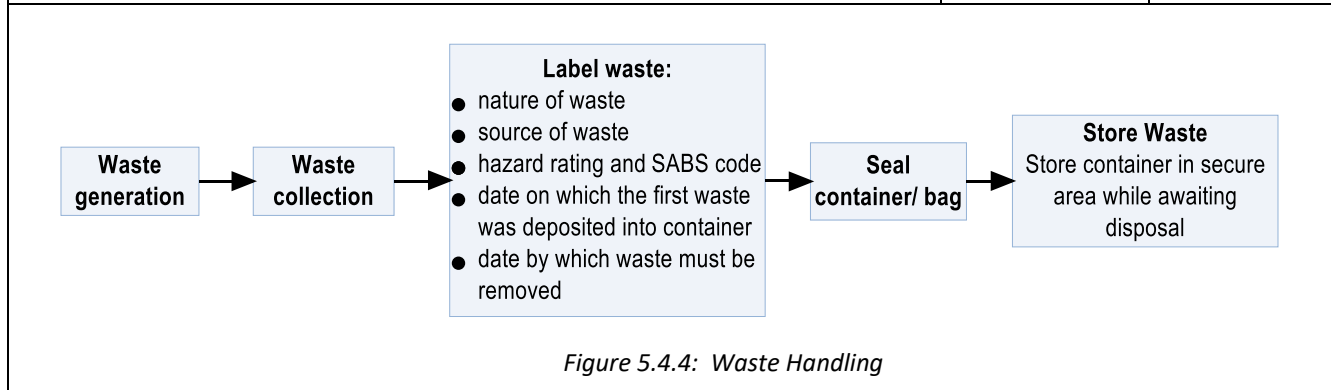 Waste
generation
Waste
collection
Label waste:
● nature of waste
● source of waste
● hazard rating and SABS code
● date on which the first waste
was deposited into container
● date by which waste must be
removed
Seal
container/ bag
Store Waste
Store container in secure
area while awaiting
disposal
Figure 5.4.4: Waste Handling